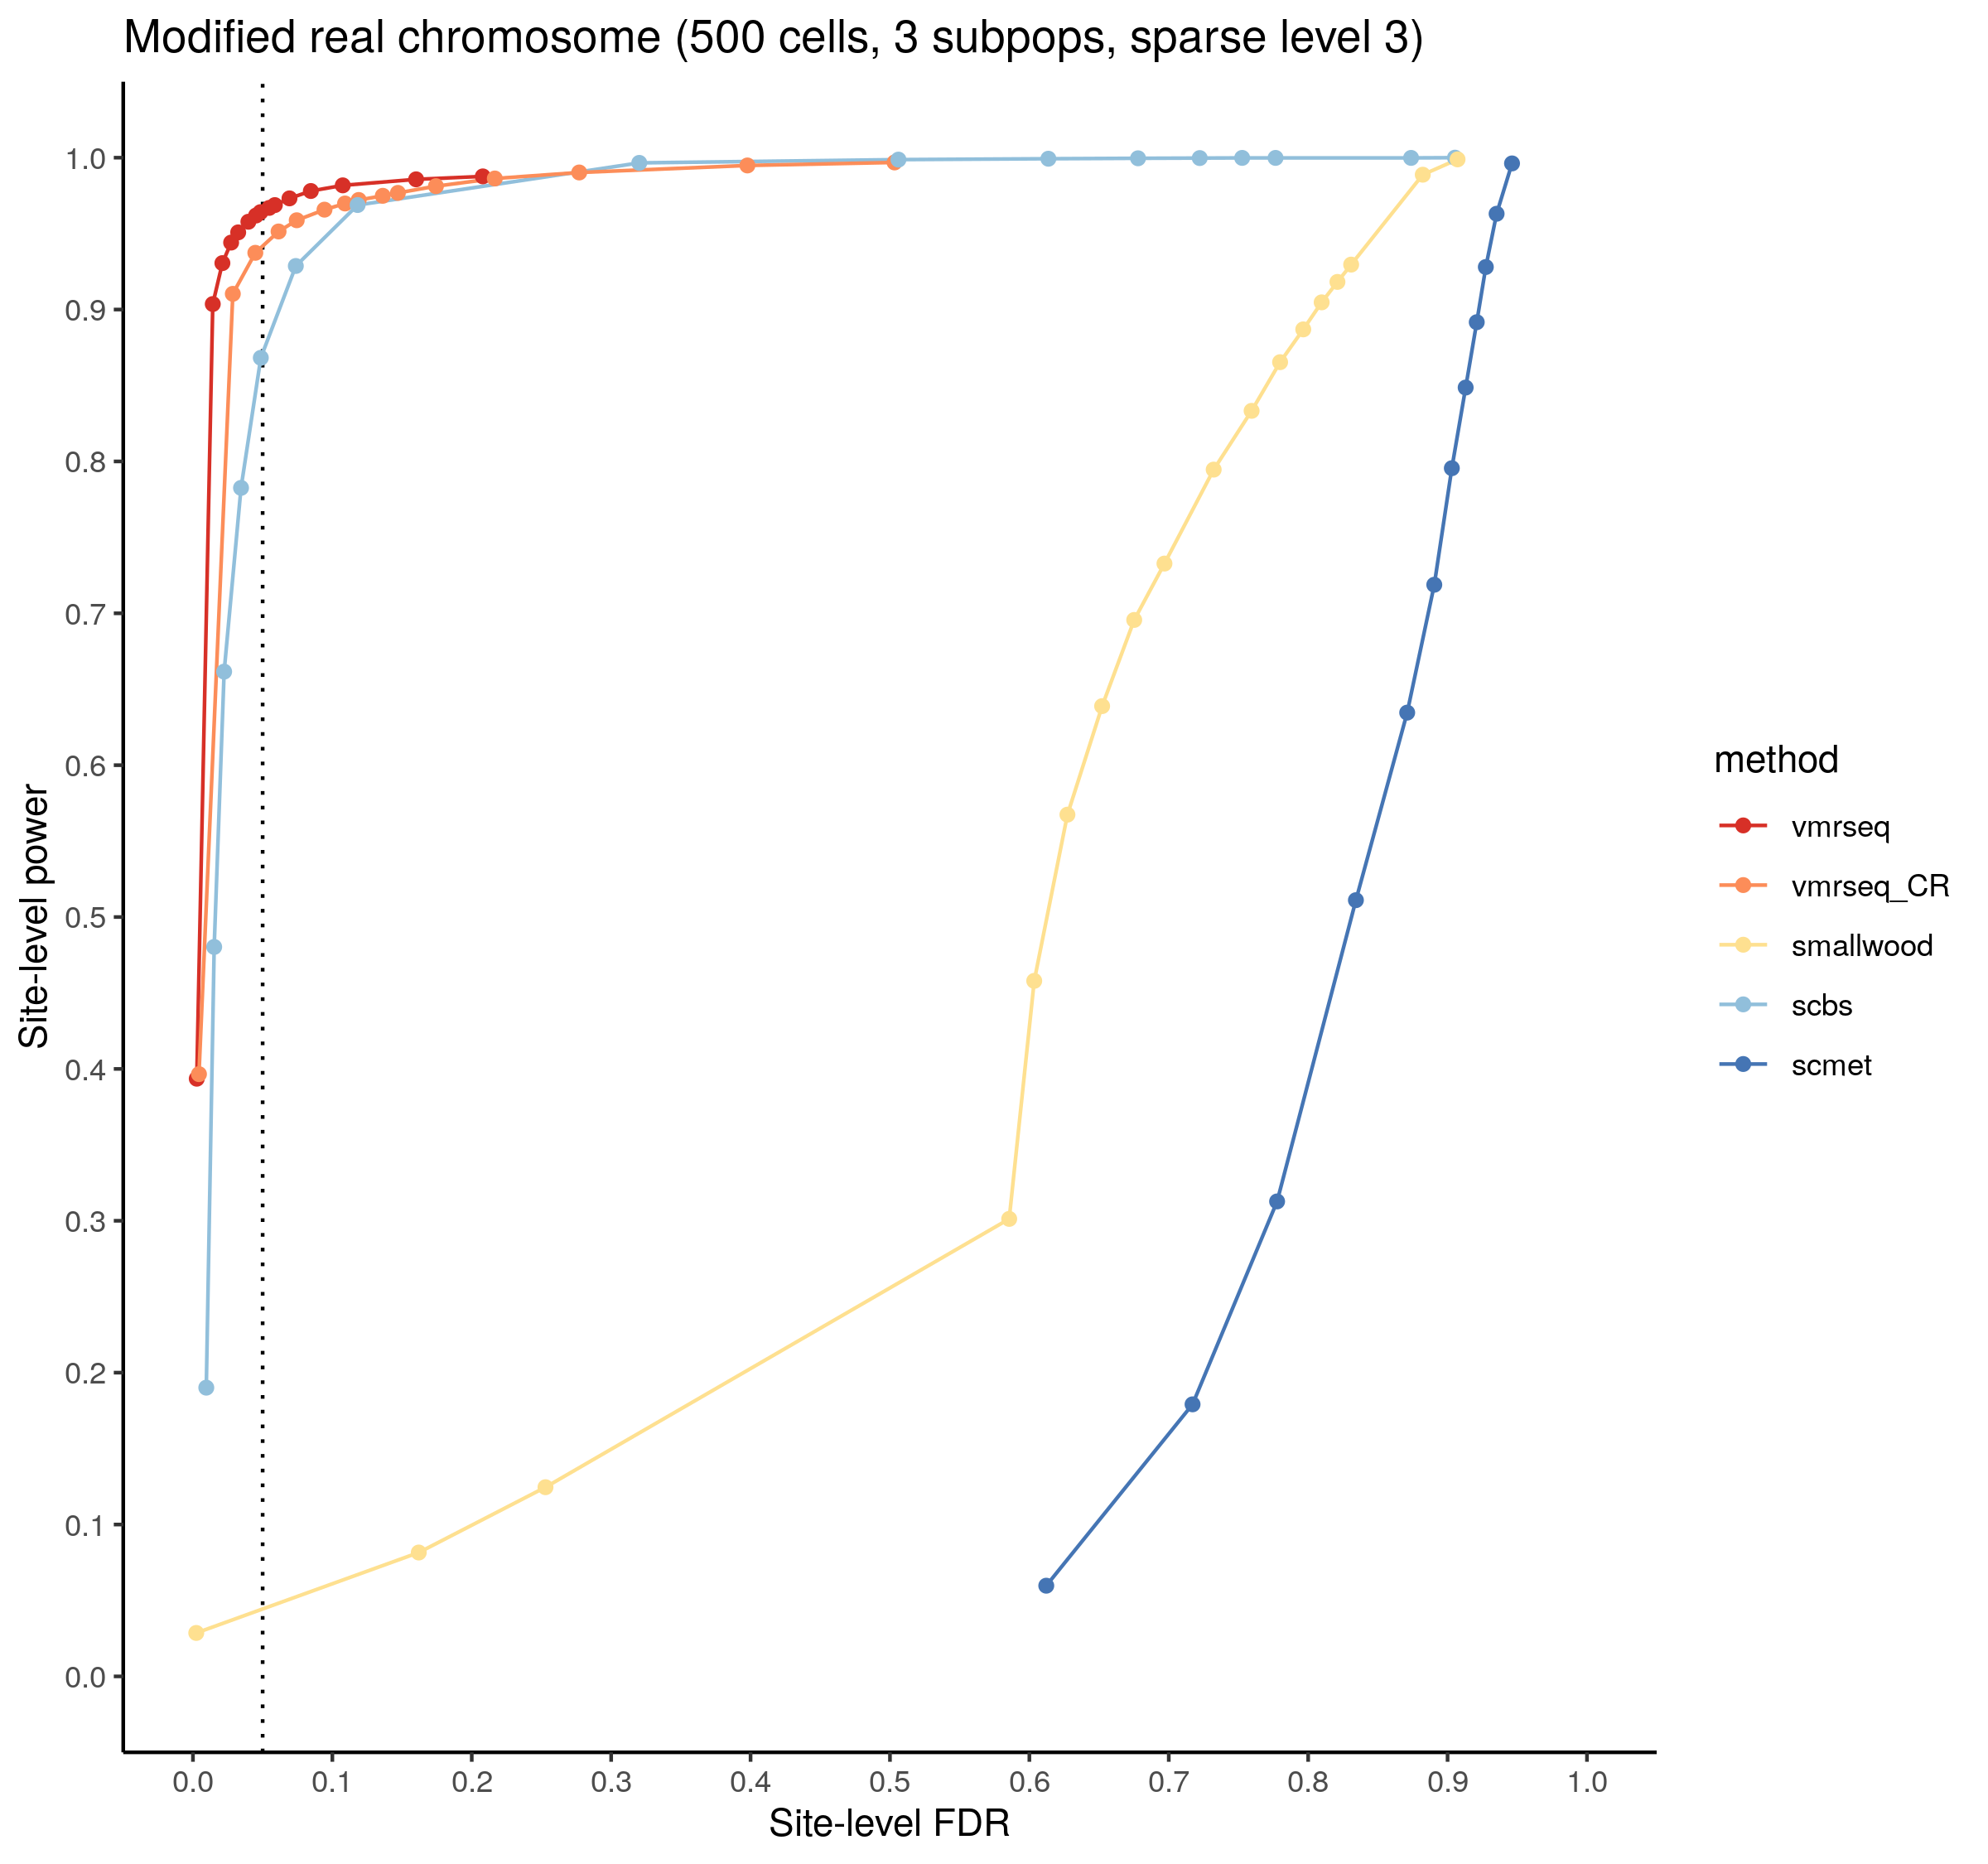 Modified real chromosome (500 cells, 3 subpops, sparse level 3)
Site-level power
1.0
0.9
0.8
0.7
0.6
0.5
0.4
0.3
0.2
0.1
0.0
0.0 0.1 0.2 0.3 0.4 0.5 0.6 0.7 0.8 0.9 1.0
Site-level FDR
method
vmrseq
vmrseq_CR
smallwood
scbs
scmet